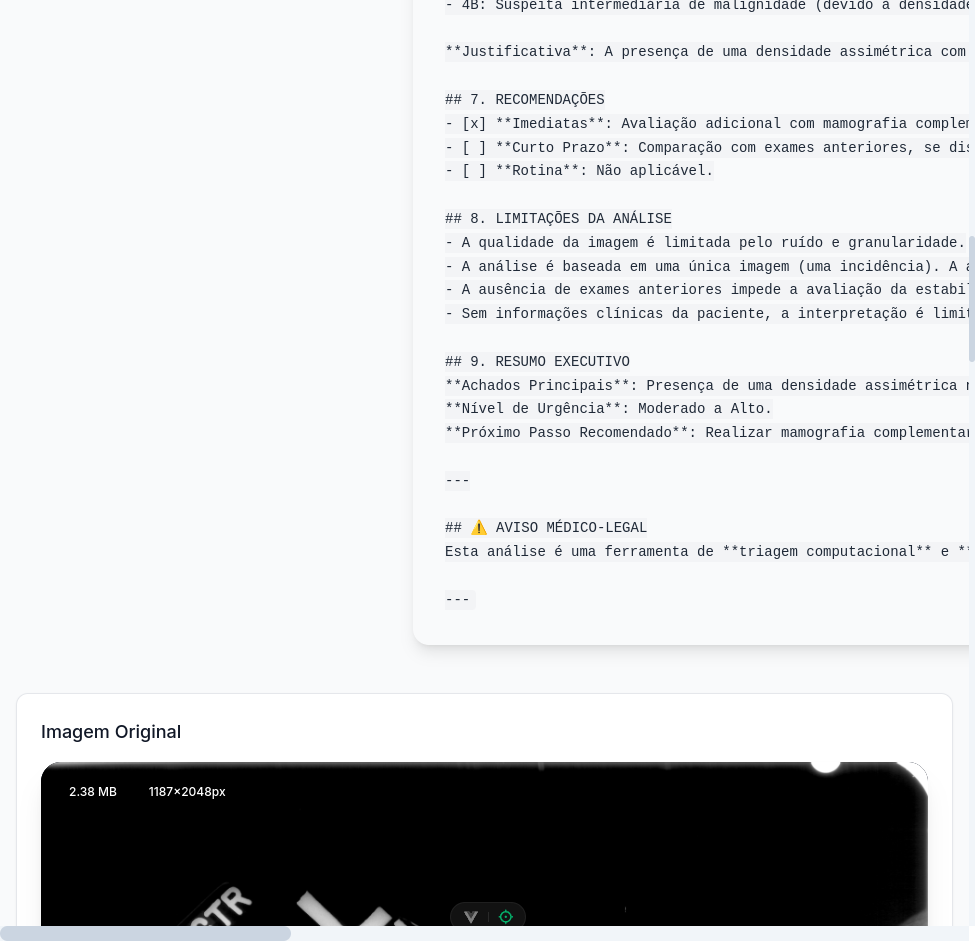 - 4B: Suspeita intermediária de malignidade (devido à densidade
**Justificativa**: A presença de uma densidade assimétrica com
## 7. RECOMENDAÇÕES
- [x] **Imediatas**: Avaliação adicional com mamografia complem
- [ ] **Curto Prazo**: Comparação com exames anteriores, se dis
- [ ] **Rotina**: Não aplicável.
## 8. LIMITAÇÕES DA ANÁLISE
- A qualidade da imagem é limitada pelo ruído e granularidade.
- A análise é baseada em uma única imagem (uma incidência). A a
- A ausência de exames anteriores impede a avaliação da estabil
- Sem informações clínicas da paciente, a interpretação é limit
## 9. RESUMO EXECUTIVO
**Achados Principais**: Presença de uma densidade assimétrica n
**Nível de Urgência**: Moderado a Alto.
**Próximo Passo Recomendado**: Realizar mamografia complementar
---
## ⚠️ AVISO MÉDICO-LEGAL
Esta análise é uma ferramenta de **triagem computacional** e **
---
Imagem Original
2.38 MB 1187×2048px
CTR